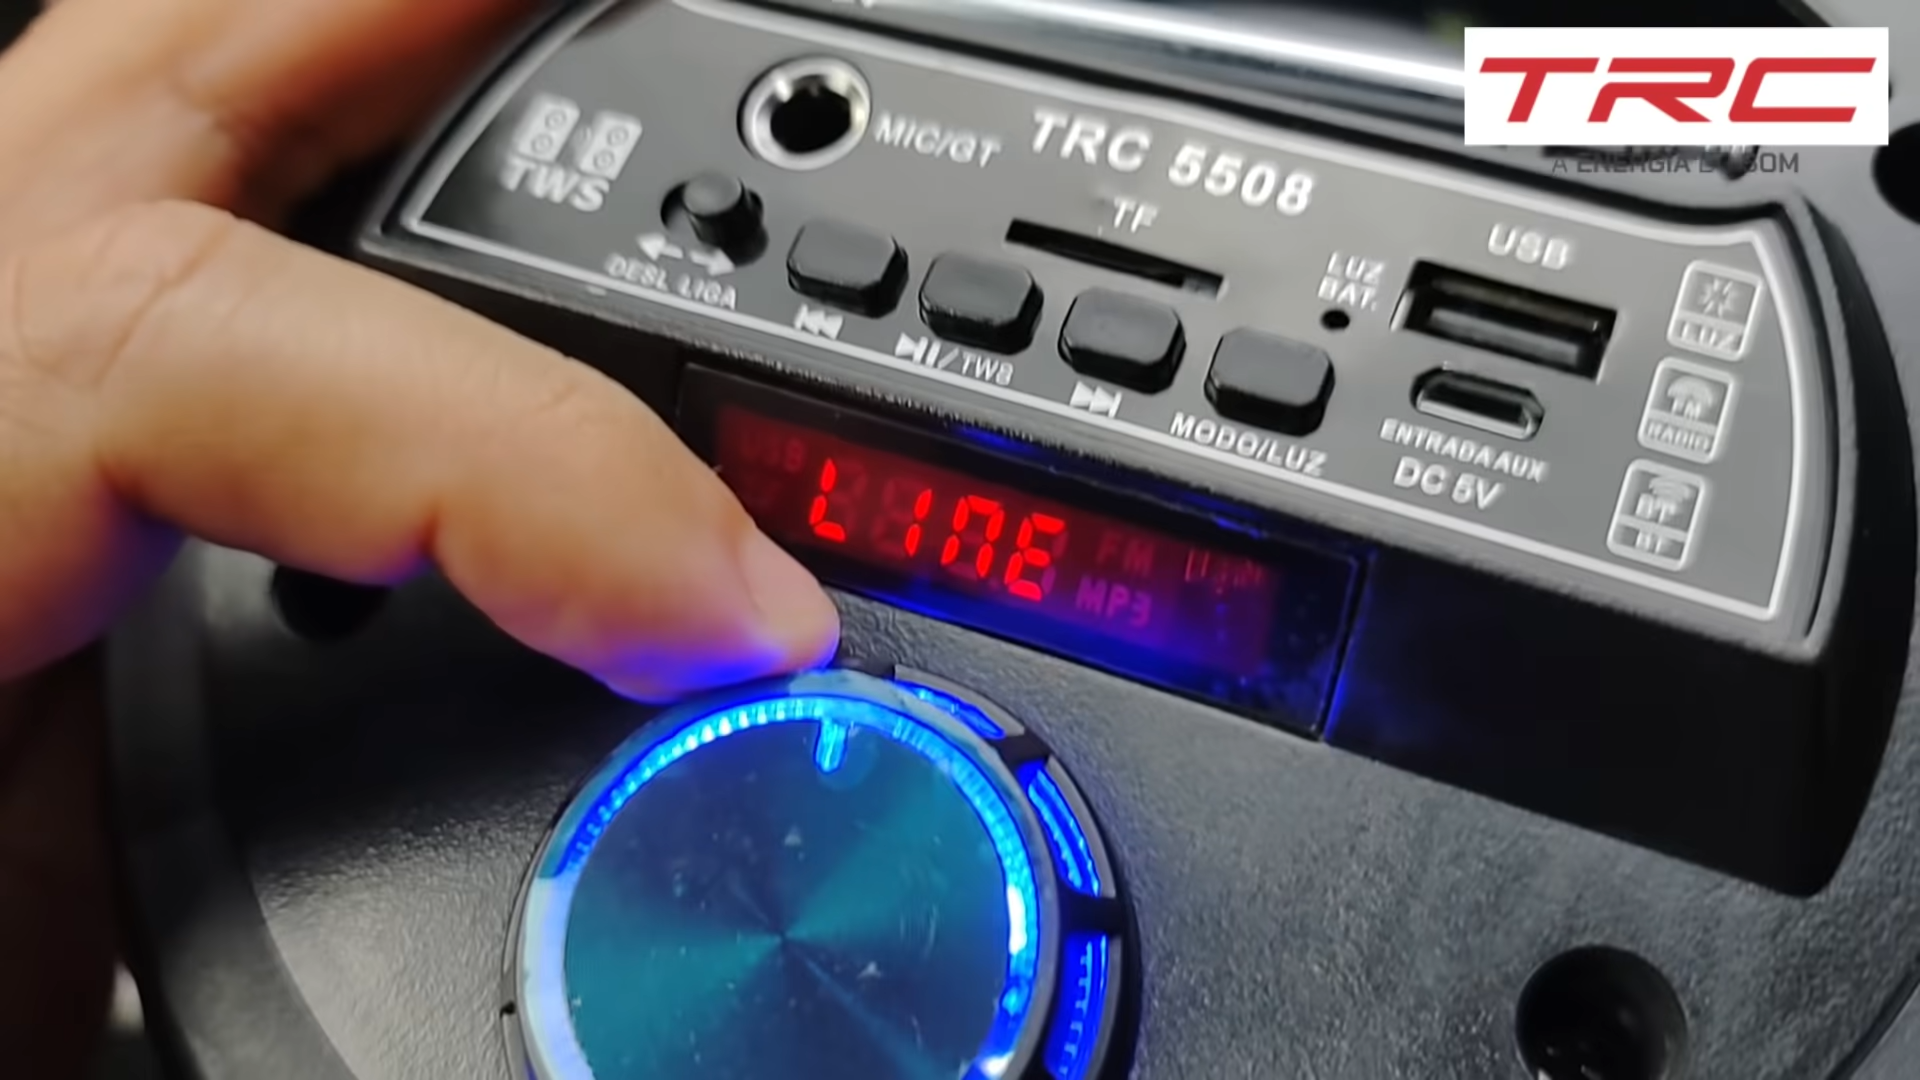 TRC
A ENERGIA DO SOM
MIC/GT
TRC 5508
TWS
TF
USB
DESL LIGA
LUZ
BAT.
LUZ
/TWS
MODO/LUZ
ENTRADA AUX
DC 5V
FM
RADIO
BT
BT
USB
LINE
FM
MP3